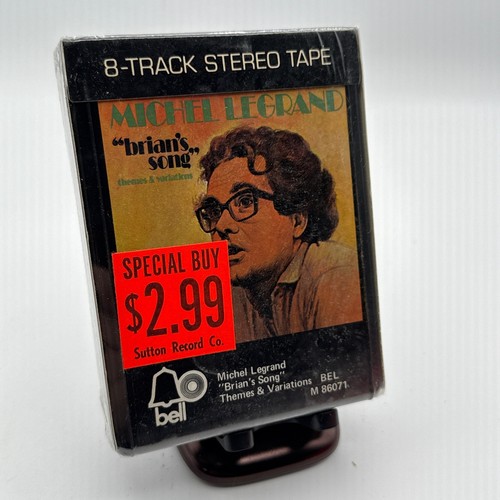 8-TRACK STEREO TAPE
MICHEL LEGRAND
"brian's
song"
themes & variations
SPECIAL BUY
$2.99
Sutton Record Co.
Michel Legrand
"Brian's Song" BEL
Themes & Variations M 86071
bell